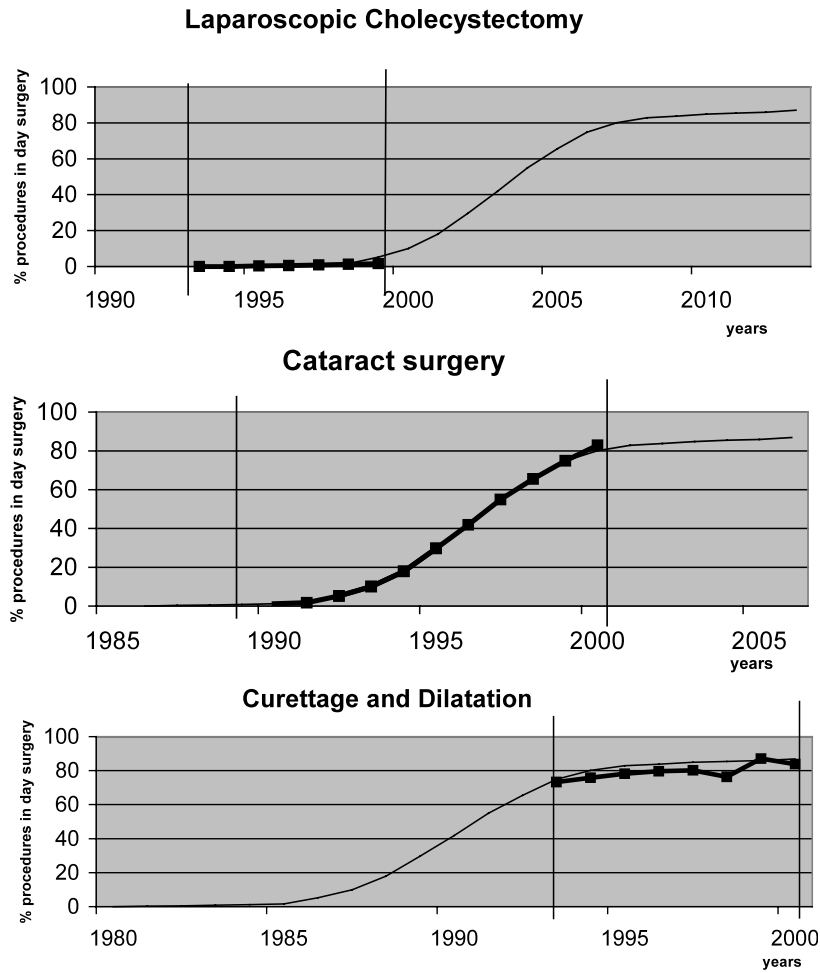 Laparoscopic Cholecystectomy
% procedures in day surgery
100
80
60
40
20
0
1990 1995 2000 2005 2010
years
Cataract surgery
% procedures in day surgery
100
80
60
40
20
0
1985 1990 1995 2000 2005
years
Curettage and Dilatation
% procedures in day surgery
100
80
60
40
20
0
1980 1985 1990 1995 2000
years